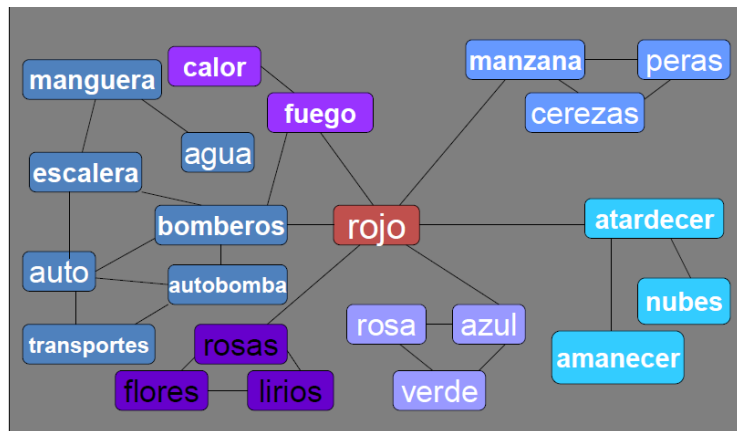 calor
manzana
peras
manguera
fuego
cerezas
agua
escalera
bomberos
rojo
atardecer
auto
autobomba
nubes
rosa
azul
transportes
rosas
amanecer
flores
lirios
verde